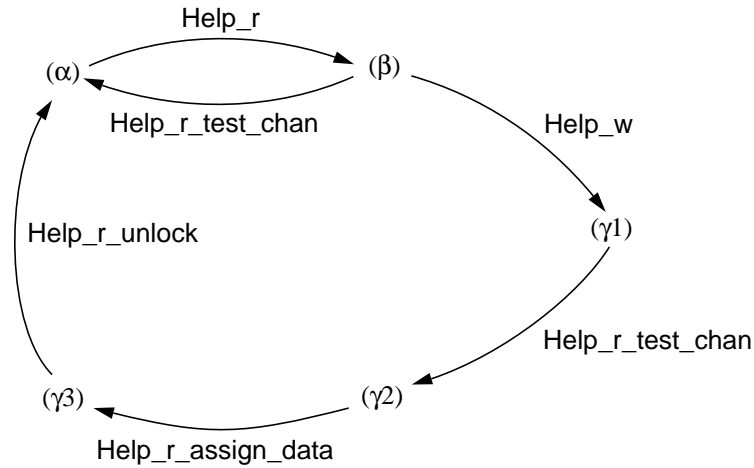 Help_r
(α)
(β)
Help_r_test_chan
Help_w
Help_r_unlock
(γ1)
Help_r_test_chan
(γ3)
(γ2)
Help_r_assign_data